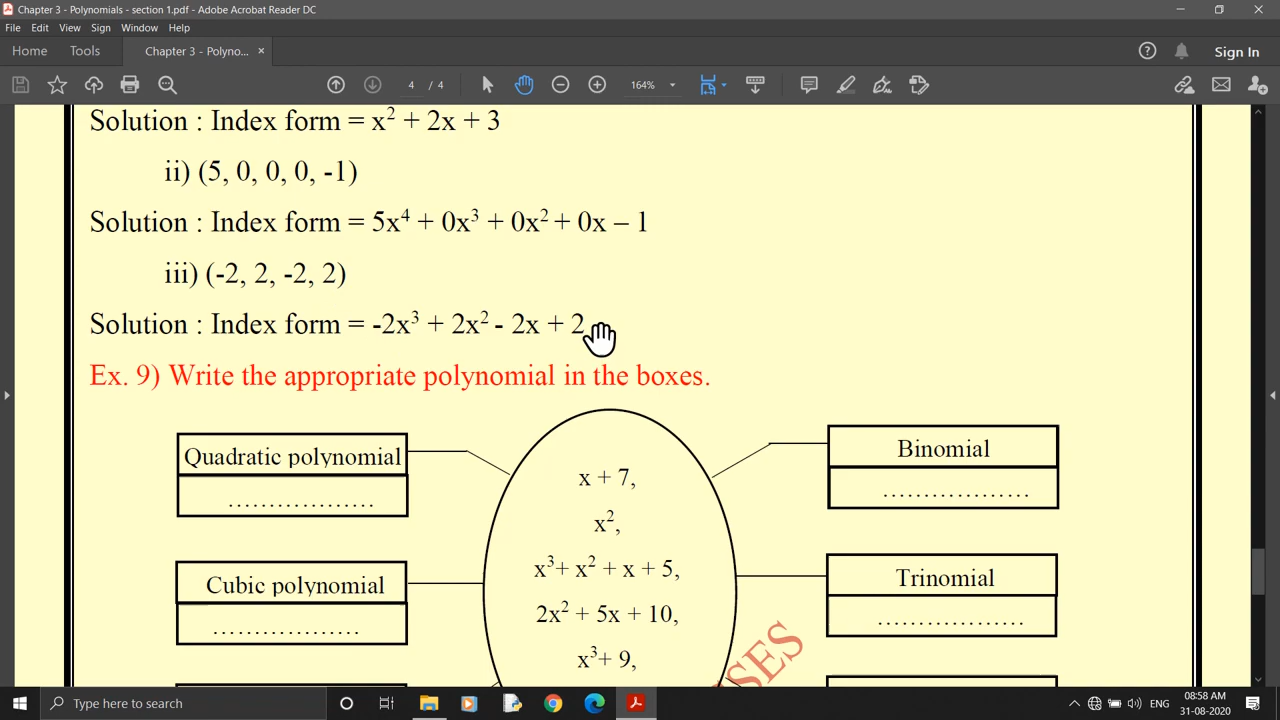 Chapter 3 - Polynomials - section 1.pdf - Adobe Acrobat Reader DC
File Edit View Sign Window Help
Home Tools Chapter 3 - Polyno... × Sign In
4 / 4 164%
Solution : Index form = x² + 2x + 3
ii) (5, 0, 0, 0, -1)
Solution : Index form = 5x⁴ + 0x³ + 0x² + 0x – 1
iii) (-2, 2, -2, 2)
Solution : Index form = -2x³ + 2x² - 2x + 2
Ex. 9) Write the appropriate polynomial in the boxes.
Quadratic polynomial
………………
Cubic polynomial
………………
x + 7,
x²,
x³+ x² + x + 5,
2x² + 5x + 10,
x³+ 9,
Binomial
………………
Trinomial
………………
Type here to search
ENG
08:58 AM
31-08-2020